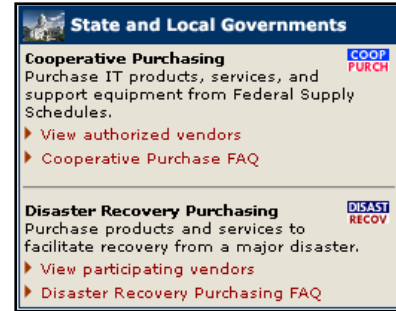 State and Local Governments
Cooperative Purchasing
COOP
PURCH
Purchase IT products, services, and
support equipment from Federal Supply
Schedules.
View authorized vendors
Cooperative Purchase FAQ
Disaster Recovery Purchasing
DISAST
RECOV
Purchase products and services to
facilitate recovery from a major disaster.
View participating vendors
Disaster Recovery Purchasing FAQ